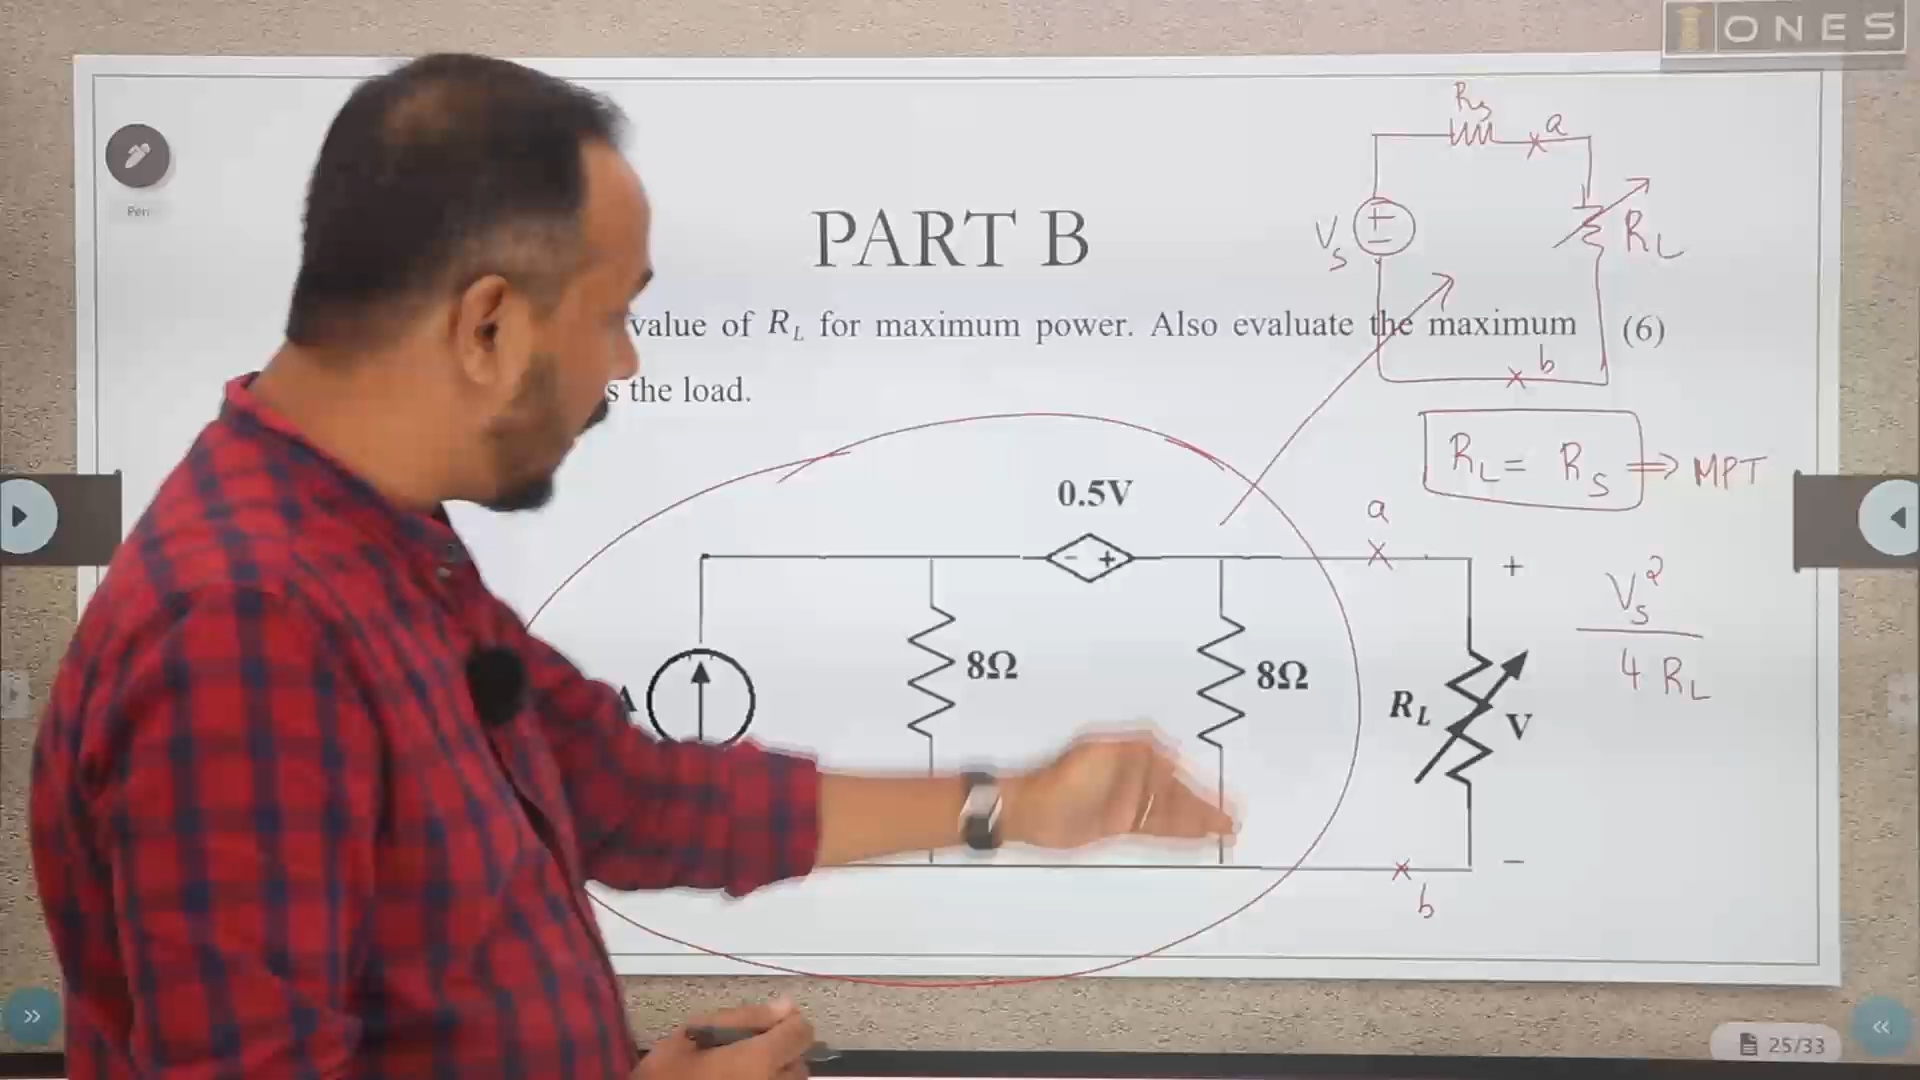 ONES
Pen
PART B
value of R_L for maximum power. Also evaluate the maximum (6)
s the load.
R_s
a
V_s
+
-
R_L
b
R_L = R_S ⇒ MPT
0.5V
- +
a
+
8Ω
8Ω
R_L
V
A
-
b
V_s²
4 R_L
25/33